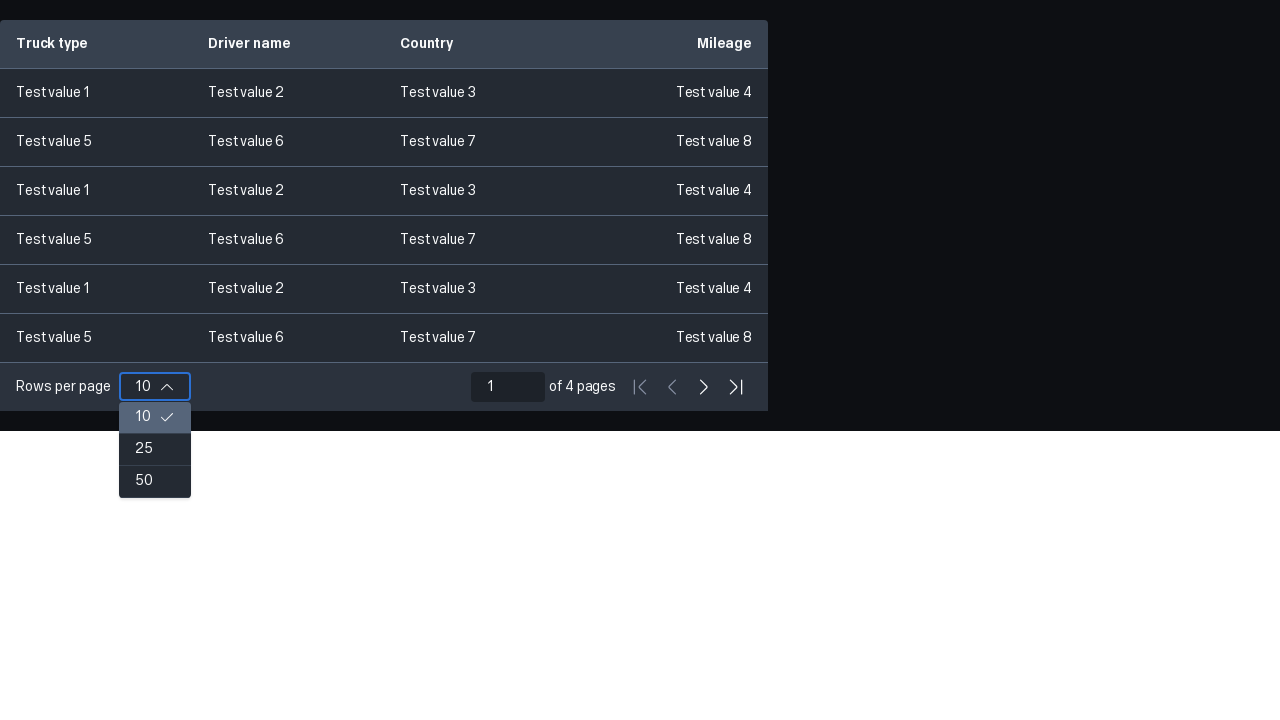 Truck type Driver name Country Mileage
Test value 1 Test value 2 Test value 3 Test value 4
Test value 5 Test value 6 Test value 7 Test value 8
Test value 1 Test value 2 Test value 3 Test value 4
Test value 5 Test value 6 Test value 7 Test value 8
Test value 1 Test value 2 Test value 3 Test value 4
Test value 5 Test value 6 Test value 7 Test value 8
Rows per page 10 1 of 4 pages
10
25
50